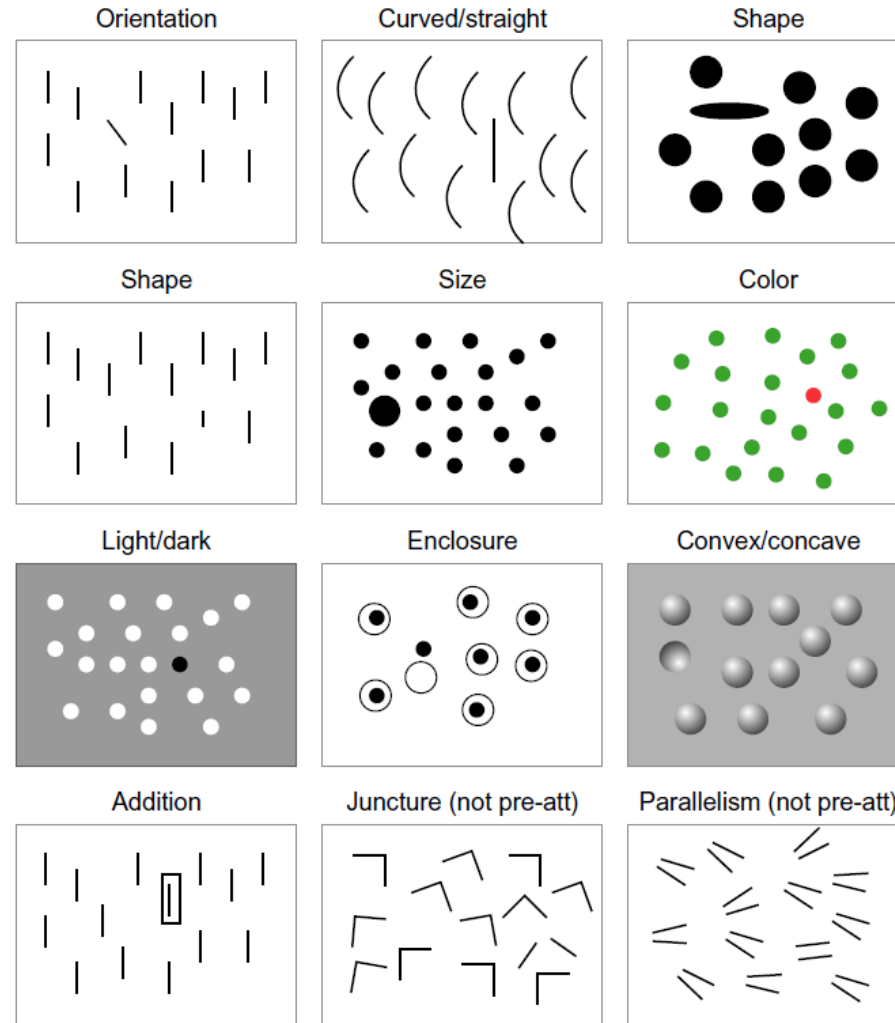 Orientation
Curved/straight
Shape
Shape
Size
Color
Light/dark
Enclosure
Convex/concave
Addition
Juncture (not pre-att)
Parallelism (not pre-att)